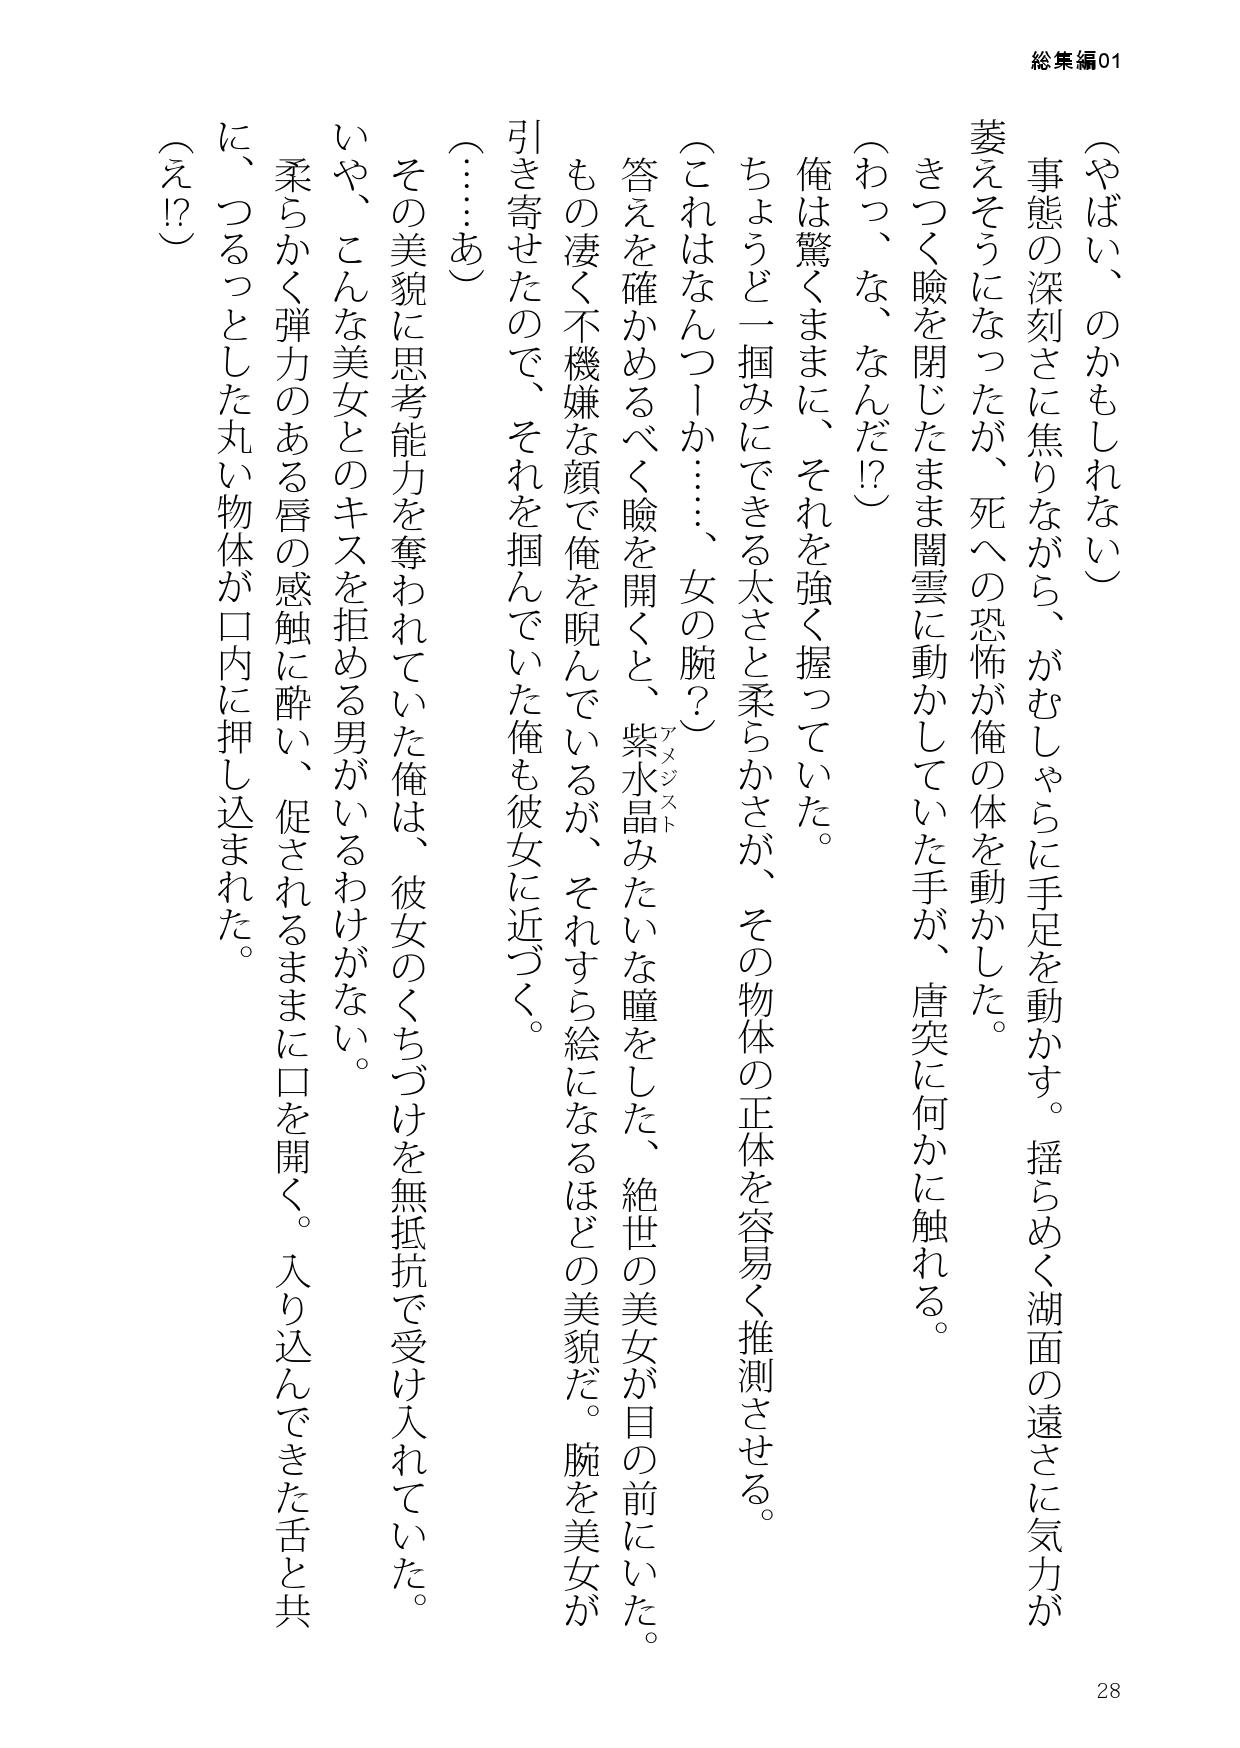 総集編01
（やばい、のかもしれない）
事態の深刻さに焦りながら、がむしゃらに手足を動かす。揺らめく湖面の遠さに気力が
萎えそうになったが、死への恐怖が俺の体を動かした。
きつく瞼を閉じたまま闇雲に動かしていた手が、唐突に何かに触れる。
（わっ、な、なんだ!?）
俺は驚くままに、それを強く握っていた。
ちょうど一掴みにできる太さと柔らかさが、その物体の正体を容易く推測させる。
（これはなんつーか……、女の腕？）
答えを確かめるべく瞼を開くと、紫水晶みたいな瞳をした、絶世の美女が目の前にいた。
アメジスト
もの凄く不機嫌な顔で俺を睨んでいるが、それすら絵になるほどの美貌だ。腕を美女が
引き寄せたので、それを掴んでいた俺も彼女に近づく。
（……あ）
その美貌に思考能力を奪われていた俺は、彼女のくちづけを無抵抗で受け入れていた。
いや、こんな美女とのキスを拒める男がいるわけがない。
柔らかく弾力のある唇の感触に酔い、促されるままに口を開く。入り込んできた舌と共
に、つるっとした丸い物体が口内に押し込まれた。
（え!?）
28